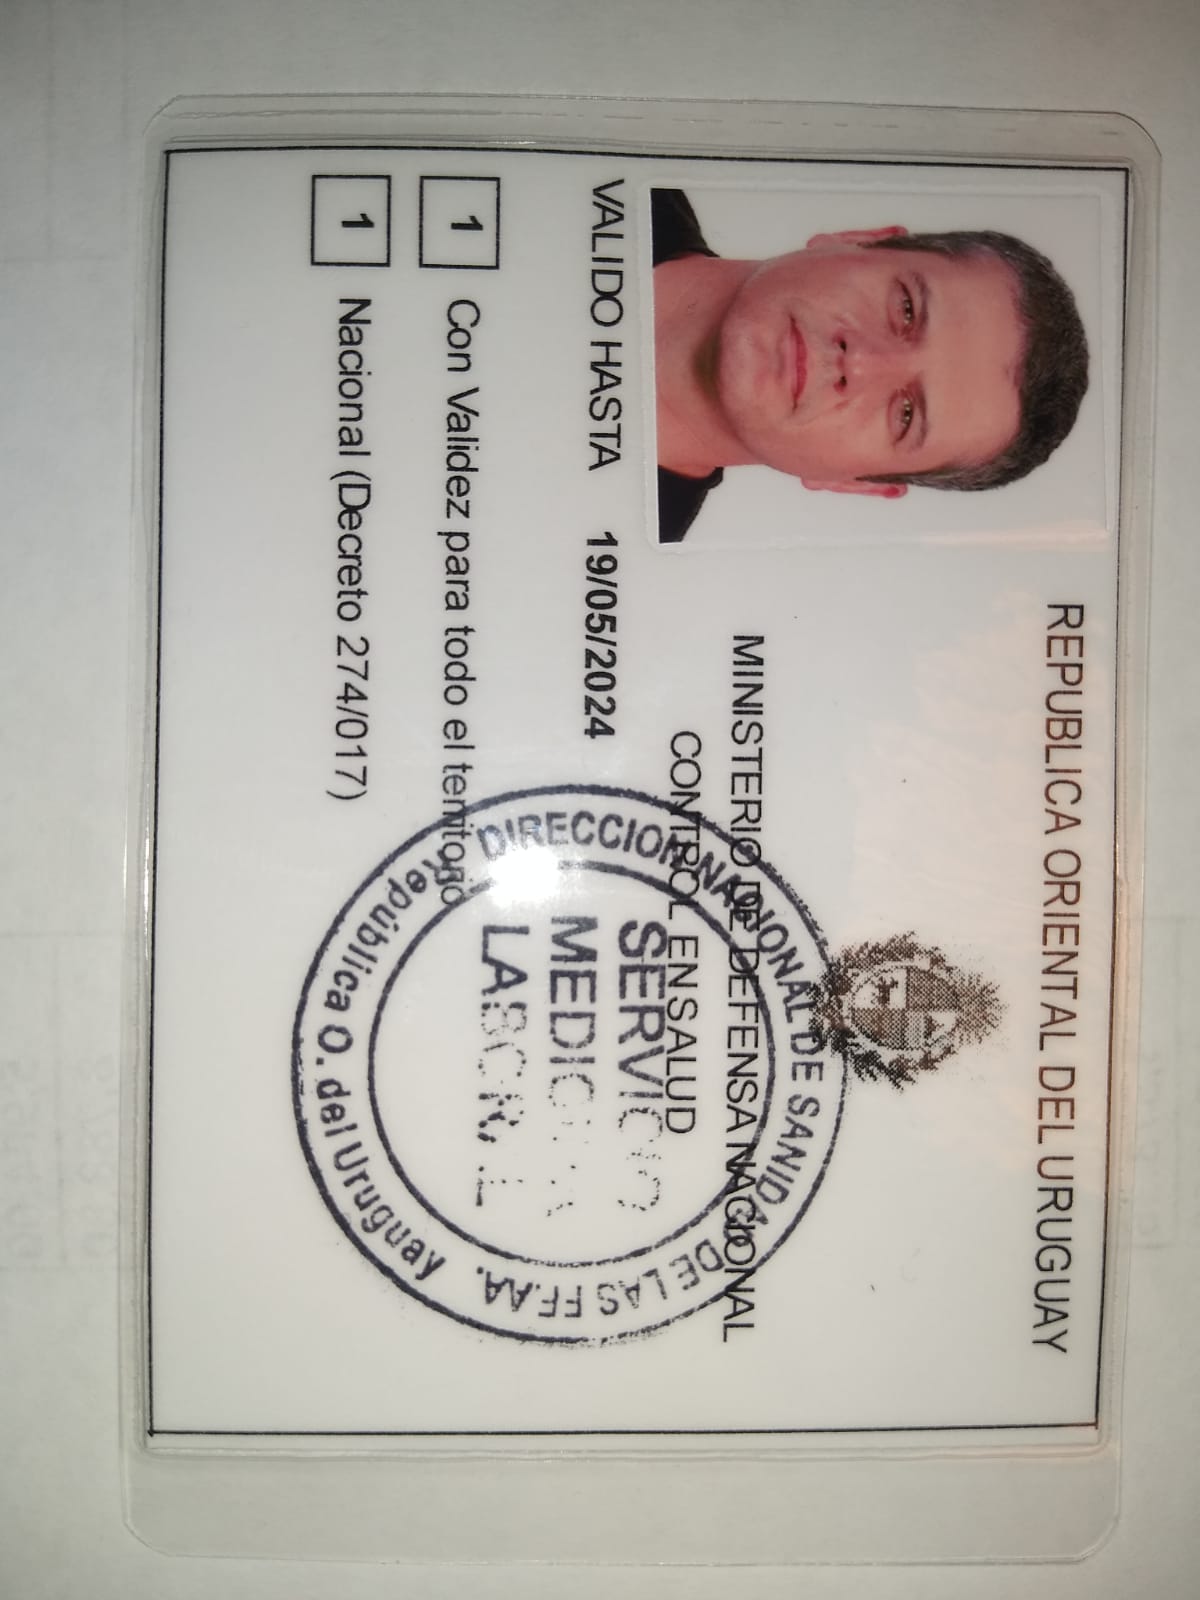 REPUBLICA ORIENTAL DEL URUGUAY
MINISTERIO DE DEFENSA NACIONAL
CONTROL EN SALUD
VALIDO HASTA 19/05/2024
1 Con Validez para todo el territorio
1 Nacional (Decreto 274/017)
DIRECCION NACIONAL DE SANIDAD DE LAS FF.AA.
SERVICIO
MEDICINA
LABORAL
República O. del Uruguay